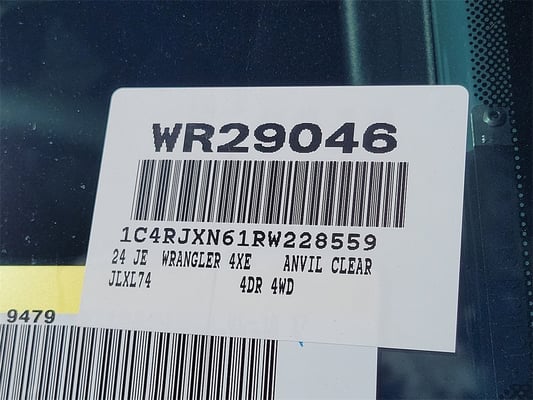 WR29046
1C4RJXN61RW228559
24 JE WRANGLER 4XE ANVIL CLEAR
JLXL74 4DR 4WD
9479